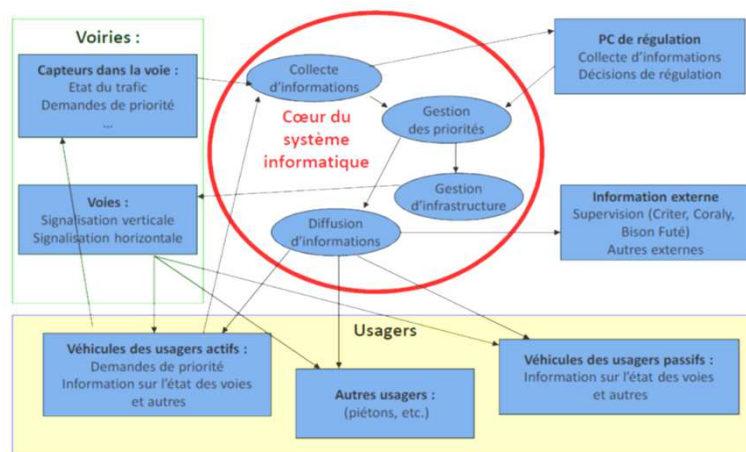 Voiries :
Capteurs dans la voie :
Etat du trafic
Demandes de priorité
...
Voies :
Signalisation verticale
Signalisation horizontale
Collecte
d'informations
Cœur du
système
informatique
Gestion
des priorités
Gestion
d'infrastructure
Diffusion
d'informations
PC de régulation
Collecte d'informations
Décisions de régulation
Information externe
Supervision (Criter, Coraly,
Bison Futé)
Autres externes
Usagers
Véhicules des usagers actifs :
Demandes de priorité
Information sur l'état des voies
et autres
Autres usagers :
(piétons, etc.)
Véhicules des usagers passifs :
Information sur l'état des voies
et autres